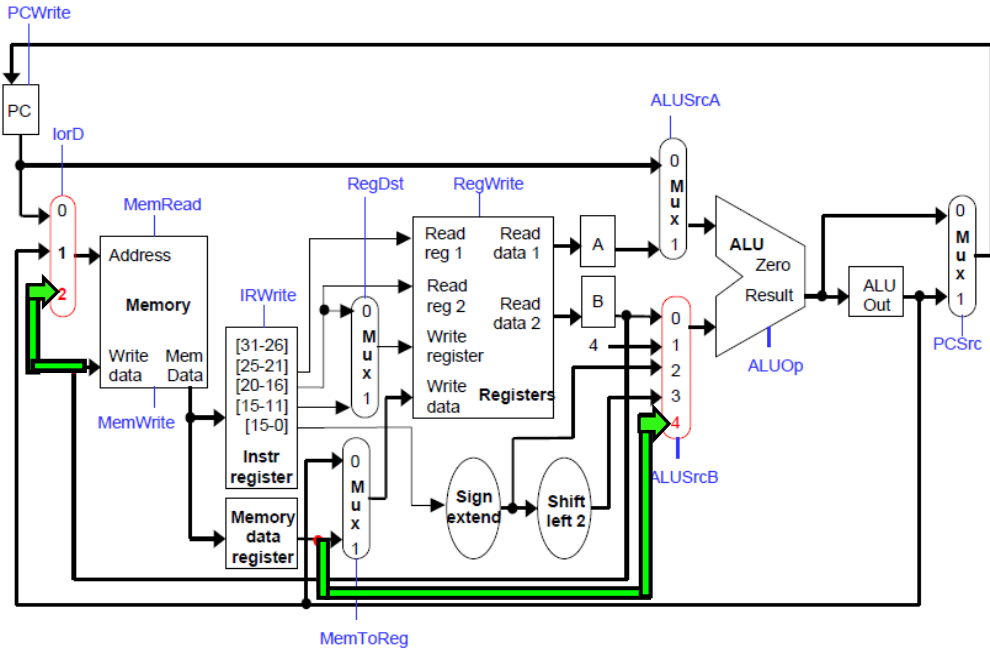 PCWrite
PC
IorD
0
1
2
MemRead
Address
Memory
Write data
Mem Data
MemWrite
IRWrite
[31-26]
[25-21]
[20-16]
[15-11]
[15-0]
Instr
register
Memory
data
register
RegDst
0
M
u
x
1
0
M
u
x
1
MemToReg
RegWrite
Read
reg 1
Read
data 1
Read
reg 2
Read
data 2
Write
register
Write
data
Registers
Sign
extend
Shift
left 2
A
B
4
ALUSrcA
0
M
u
x
1
0
1
2
3
4
ALUSrcB
ALU
Zero
Result
ALUOp
ALU
Out
0
M
u
x
1
PCSrc